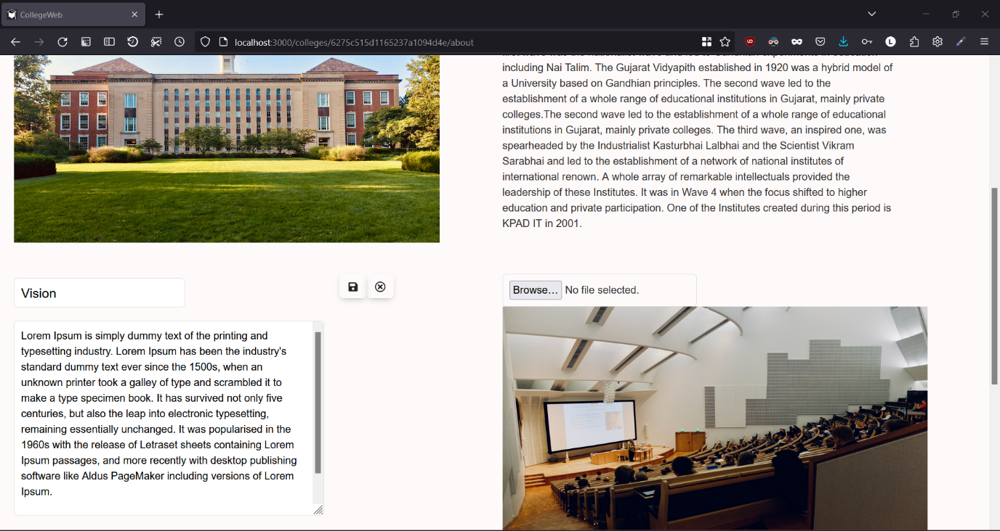 CollegeWeb
localhost:3000/colleges/6275c515d1165237a1094d4e/about
including Nai Talim. The Gujarat Vidyapith established in 1920 was a hybrid model of
a University based on Gandhian principles. The second wave led to the
establishment of a whole range of educational institutions in Gujarat, mainly private
colleges.The second wave led to the establishment of a whole range of educational
institutions in Gujarat, mainly private colleges. The third wave, an inspired one, was
spearheaded by the Industrialist Kasturbhai Lalbhai and the Scientist Vikram
Sarabhai and led to the establishment of a network of national institutes of
international renown. A whole array of remarkable intellectuals provided the
leadership of these Institutes. It was in Wave 4 when the focus shifted to higher
education and private participation. One of the Institutes created during this period is
KPAD IT in 2001.
Vision
Browse... No file selected.
Lorem Ipsum is simply dummy text of the printing and
typesetting industry. Lorem Ipsum has been the industry's
standard dummy text ever since the 1500s, when an
unknown printer took a galley of type and scrambled it to
make a type specimen book. It has survived not only five
centuries, but also the leap into electronic typesetting,
remaining essentially unchanged. It was popularised in the
1960s with the release of Letraset sheets containing Lorem
Ipsum passages, and more recently with desktop publishing
software like Aldus PageMaker including versions of Lorem
Ipsum.